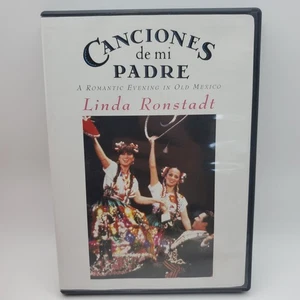 CANCIONES
de mi
PADRE
A ROMANTIC EVENING IN OLD MEXICO
Linda Ronstadt